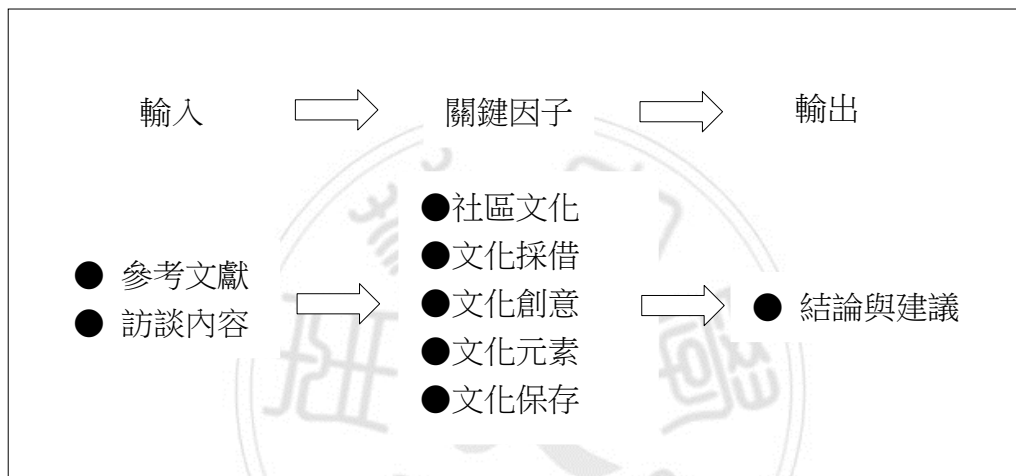 輸入
關鍵因子
輸出
● 參考文獻
● 訪談內容
●社區文化
●文化採借
●文化創意
●文化元素
●文化保存
● 結論與建議